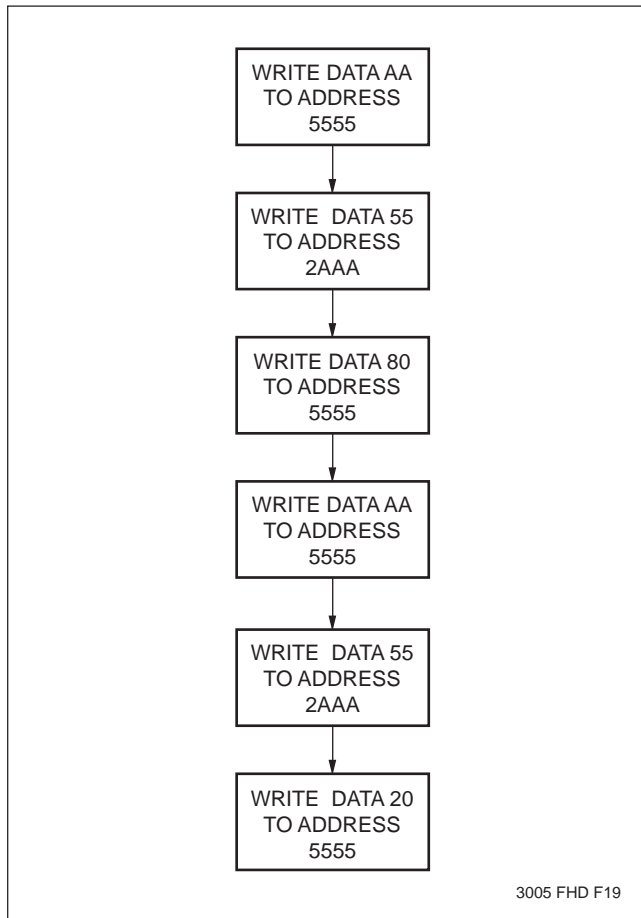 WRITE DATA AA
TO ADDRESS
5555
WRITE DATA 55
TO ADDRESS
2AAA
WRITE DATA 80
TO ADDRESS
5555
WRITE DATA AA
TO ADDRESS
5555
WRITE DATA 55
TO ADDRESS
2AAA
WRITE DATA 20
TO ADDRESS
5555
3005 FHD F19